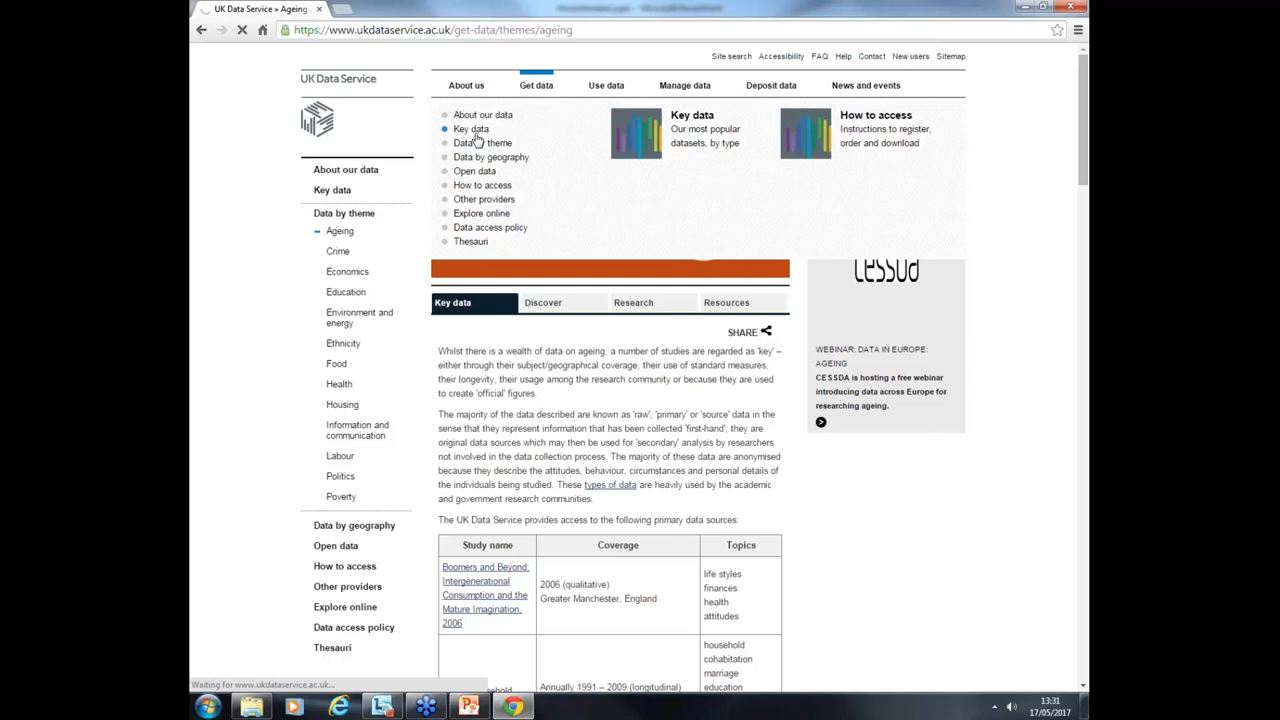 UK Data Service » Ageing
https://www.ukdataservice.ac.uk/get-data/themes/ageing
Site search Accessibility FAQ Help Contact New users Sitemap
UK Data Service
About us Get data Use data Manage data Deposit data News and events
About our data
Key data
Data by geography
Open data
How to access
Other providers
Explore online
Data access policy
Thesauri
Key data
Our most popular
datasets, by type
How to access
Instructions to register,
order and download
About our data
Key data
Data by theme
Ageing
Crime
Economics
Education
Environment and
energy
Ethnicity
Food
Health
Housing
Information and
communication
Labour
Politics
Poverty
Data by geography
Open data
How to access
Other providers
Explore online
Data access policy
Thesauri
Key data Discover Research Resources
SHARE
Whilst there is a wealth of data on ageing, a number of studies are regarded as 'key' –
either through their subject/geographical coverage, their use of standard measures,
their longevity, their usage among the research community or because they are used
to create 'official' figures.
The majority of the data described are known as 'raw', 'primary' or 'source' data in the
sense that they represent information that has been collected 'first-hand'; they are
original data sources which may then be used for 'secondary' analysis by researchers
not involved in the data collection process. The majority of these data are anonymised
because they describe the attitudes, behaviour, circumstances and personal details of
the individuals being studied. These types of data are heavily used by the academic
and government research communities.
The UK Data Service provides access to the following primary data sources:
Study name Coverage Topics
Boomers and Beyond:
Intergenerational
Consumption and the
Mature Imagination,
2006
2006 (qualitative)
Greater Manchester, England
life styles
finances
health
attitudes
Annually 1991 – 2009 (longitudinal)
household
cohabitation
marriage
education
cessda
WEBINAR: DATA IN EUROPE:
AGEING
CESSDA is hosting a free webinar
introducing data across Europe for
researching ageing.
Waiting for www.ukdataservice.ac.uk...
13:31
17/05/2017